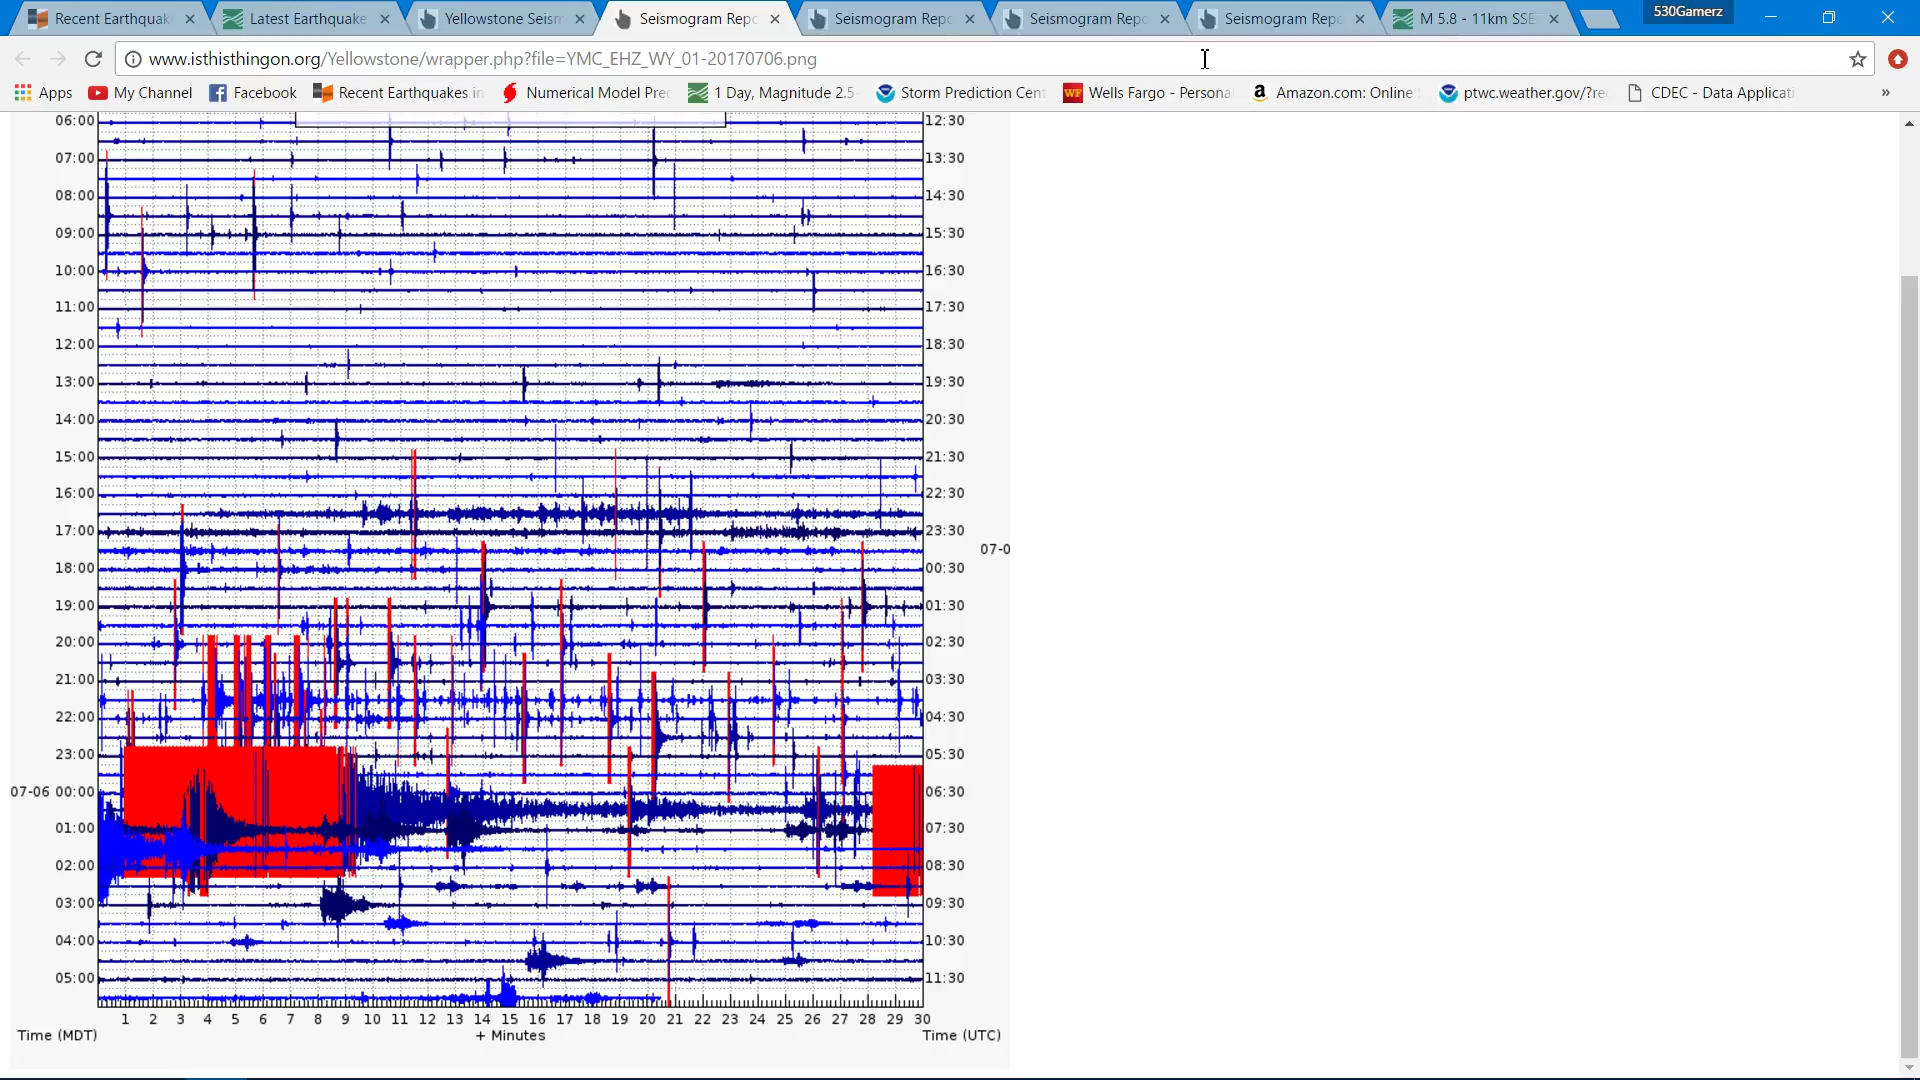 Recent Earthquake
Latest Earthquake
Yellowstone Seism
Seismogram Repo
Seismogram Repo
Seismogram Repo
Seismogram Repo
M 5.8 - 11km SSE
530Gamerz
www.isthisthingon.org/Yellowstone/wrapper.php?file=YMC_EHZ_WY_01-20170706.png
Apps
My Channel
Facebook
Recent Earthquakes in
Numerical Model Prec
1 Day, Magnitude 2.5
Storm Prediction Cent
WF Wells Fargo - Persona
Amazon.com: Online
ptwc.weather.gov/?re
CDEC - Data Applicati
»
06:00 12:30
07:00 13:30
08:00 14:30
09:00 15:30
10:00 16:30
11:00 17:30
12:00 18:30
13:00 19:30
14:00 20:30
15:00 21:30
16:00 22:30
17:00 23:30
07-0
18:00 00:30
19:00 01:30
20:00 02:30
21:00 03:30
22:00 04:30
23:00 05:30
07-06 00:00 06:30
01:00 07:30
02:00 08:30
03:00 09:30
04:00 10:30
05:00 11:30
1 2 3 4 5 6 7 8 9 10 11 12 13 14 15 16 17 18 19 20 21 22 23 24 25 26 27 28 29 30
Time (MDT) + Minutes Time (UTC)